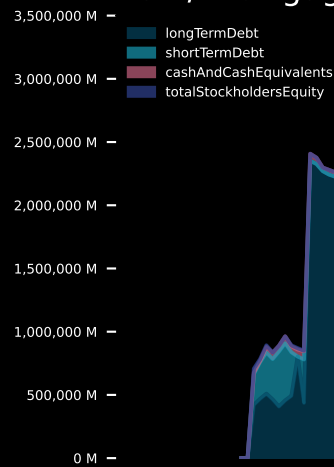 3,500,000 M
longTermDebt
shortTermDebt
3,000,000 M
cashAndCashEquivalents
totalStockholdersEquity
2,500,000 M
2,000,000 M
1,500,000 M
1,000,000 M
500,000 M
0 M